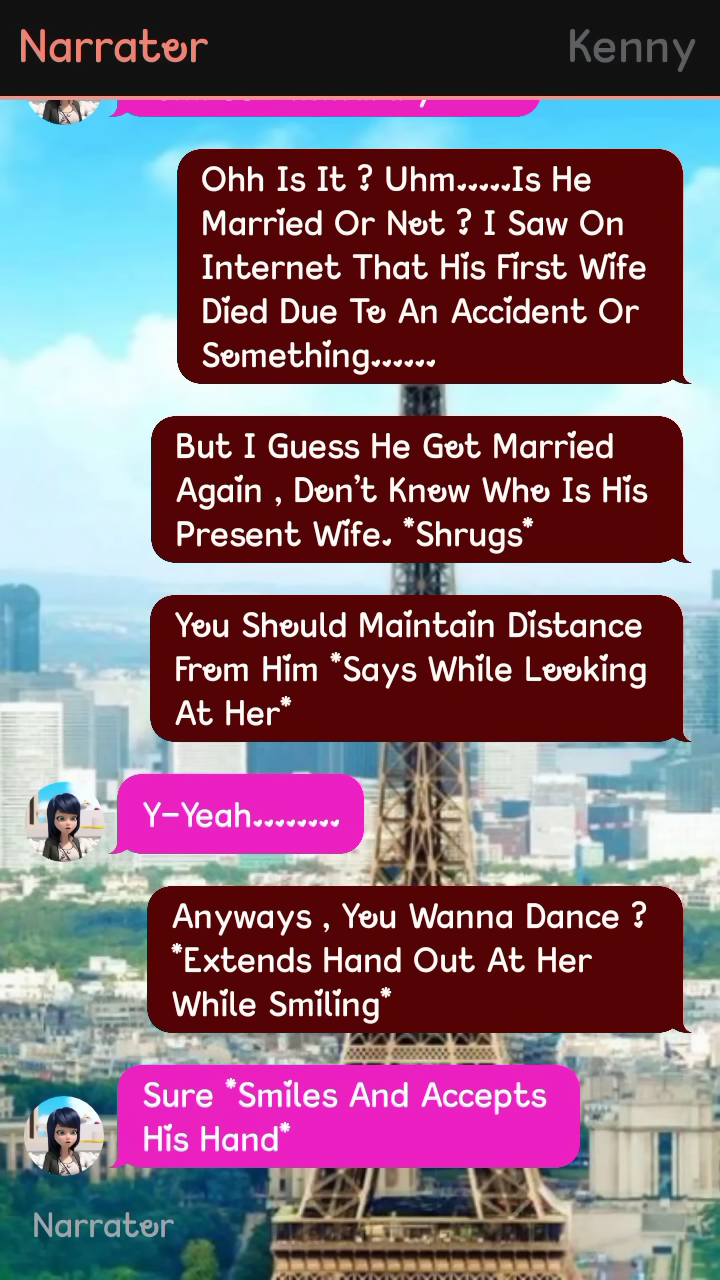 Narrator
Kenny
Ohh Is It ? Uhm.....Is He
Married Or Not ? I Saw On
Internet That His First Wife
Died Due To An Accident Or
Something......
But I Guess He Got Married
Again , Don't Know Who Is His
Present Wife. *Shrugs*
You Should Maintain Distance
From Him *Says While Looking
At Her*
Y-Yeah........
Anyways , You Wanna Dance ?
*Extends Hand Out At Her
While Smiling*
Sure *Smiles And Accepts
His Hand*
Narrator